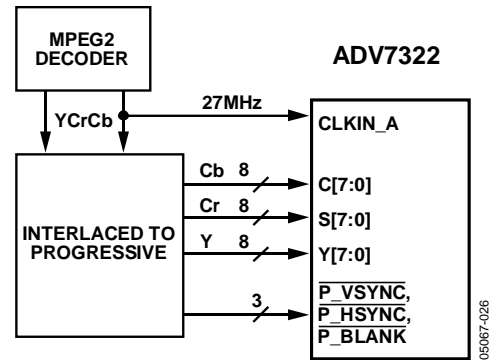 MPEG2
DECODER
ADV7322
YCrCb
27MHz
CLKIN_A
INTERLACED TO
PROGRESSIVE
Cb 8
C[7:0]
Cr 8
S[7:0]
Y 8
Y[7:0]
3
P_VSYNC,
P_HSYNC,
P_BLANK
05067-026